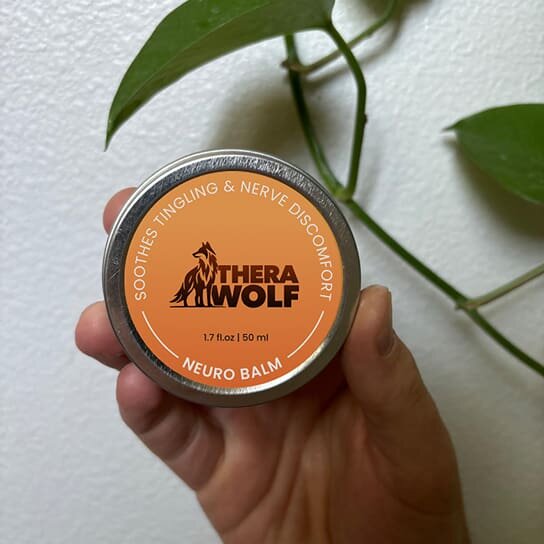 SOOTHES TINGLING & NERVE DISCOMFORT
THERA
WOLF
1.7 fl.oz | 50 ml
NEURO BALM